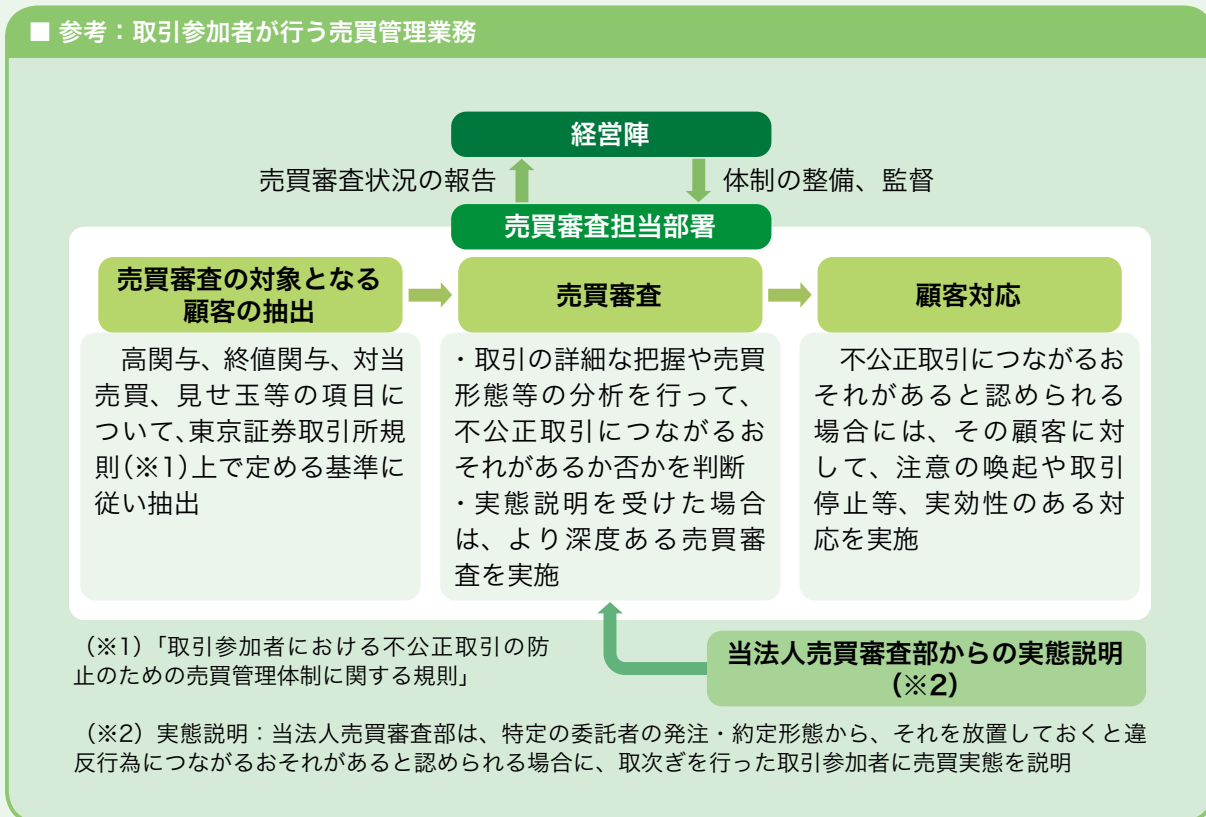 ■ 参考：取引参加者が行う売買管理業務
経営陣
売買審査状況の報告
体制の整備、監督
売買審査担当部署
売買審査の対象となる
顧客の抽出
高関与、終値関与、対当
売買、見せ玉等の項目に
ついて、東京証券取引所規
則(※1)上で定める基準に
従い抽出
売買審査
・取引の詳細な把握や売買
形態等の分析を行って、
不公正取引につながるお
それがあるか否かを判断
・実態説明を受けた場合
は、より深度ある売買審
査を実施
顧客対応
不公正取引につながるお
それがあると認められる
場合には、その顧客に対
して、注意の喚起や取引
停止等、実効性のある対
応を実施
（※1）「取引参加者における不公正取引の防
止のための売買管理体制に関する規則」
当法人売買審査部からの実態説明
（※2）
（※2）実態説明：当法人売買審査部は、特定の委託者の発注・約定形態から、それを放置しておくと違
反行為につながるおそれがあると認められる場合に、取次ぎを行った取引参加者に売買実態を説明